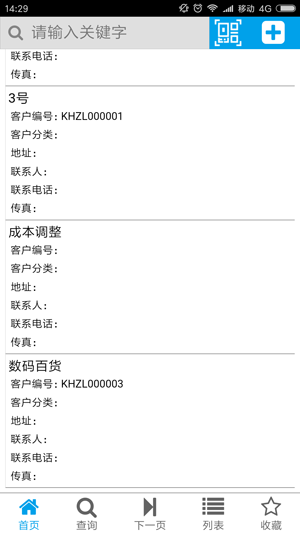 14:29
移动 4G
请输入关键字
联系电话：
传真：
3号
客户编号：KHZL000001
客户分类：
地址：
联系人：
联系电话：
传真：
成本调整
客户编号：
客户分类：
地址：
联系人：
联系电话：
传真：
数码百货
客户编号：KHZL000003
客户分类：
地址：
联系人：
联系电话：
传真：
首页 查询 下一页 列表 收藏